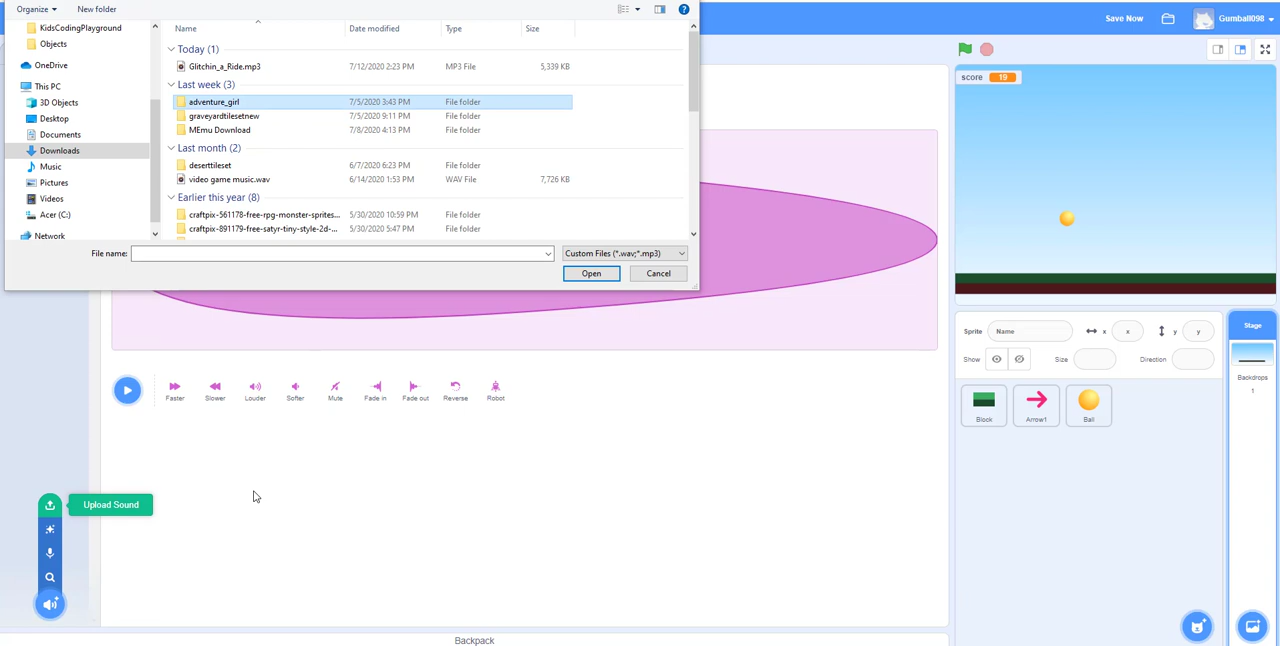 Organize
New folder
Save Now
Gumball098
KidsCodingPlayground
Objects
OneDrive
This PC
3D Objects
Desktop
Documents
Downloads
Music
Pictures
Videos
Acer (C:)
Network
Name Date modified Type Size
Today (1)
Glitchin_a_Ride.mp3 7/12/2020 2:23 PM MP3 File 5,339 KB
Last week (3)
adventure_girl 7/5/2020 3:43 PM File folder
graveyardtilesetnew 7/5/2020 9:11 PM File folder
MEmu Download 7/8/2020 4:13 PM File folder
Last month (2)
deserttileset 6/7/2020 6:23 PM File folder
video game music.wav 6/14/2020 1:53 PM WAV File 7,726 KB
Earlier this year (8)
craftpix-561178-free-rpg-monster-sprites... 5/30/2020 10:59 PM File folder
craftpix-891179-free-satyr-tiny-style-2d-... 5/30/2020 5:47 PM File folder
File name:
Custom Files (*.wav;*.mp3)
Open
Cancel
score 19
Faster
Slower
Louder
Softer
Mute
Fade in
Fade out
Reverse
Robot
Upload Sound
Sprite Name x x y y
Show Size Direction
Block
Arrow1
Ball
Stage
Backdrops
1
Backpack